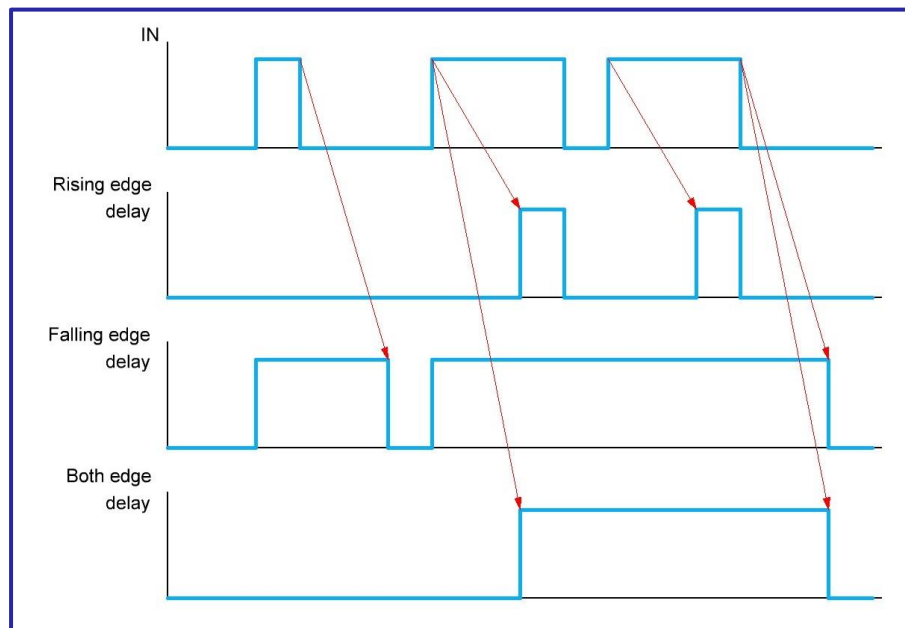 IN
Rising edge
delay
Falling edge
delay
Both edge
delay